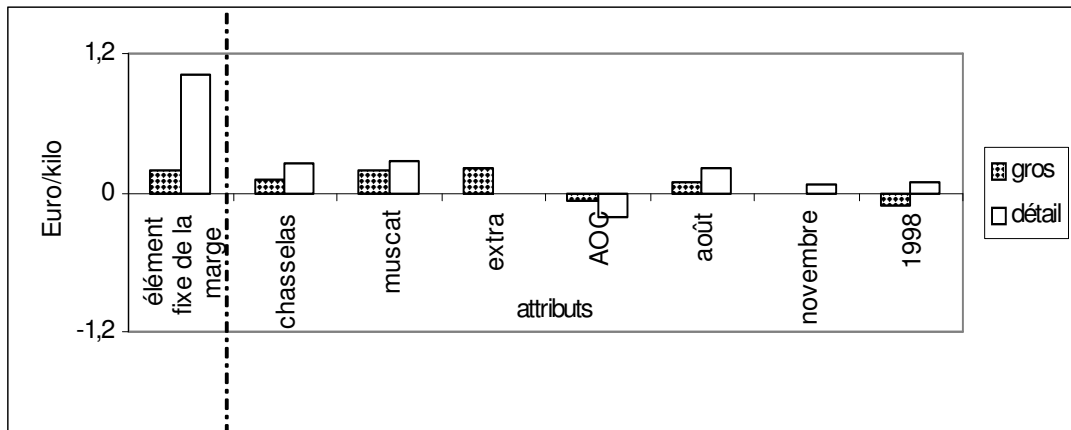 1,2
0
-1,2
Euro/kilo
élément
fixe de la
marge
chasselas
muscat
extra
AOC
août
novembre
1998
attributs
gros
détail